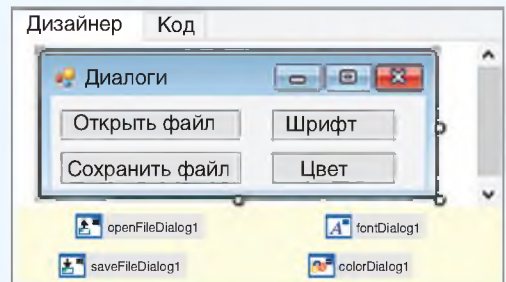 Дизайнер Код
Диалоги
Открыть файл Шрифт
Сохранить файл Цвет
openFileDialog1 fontDialog1
saveFileDialog1 colorDialog1